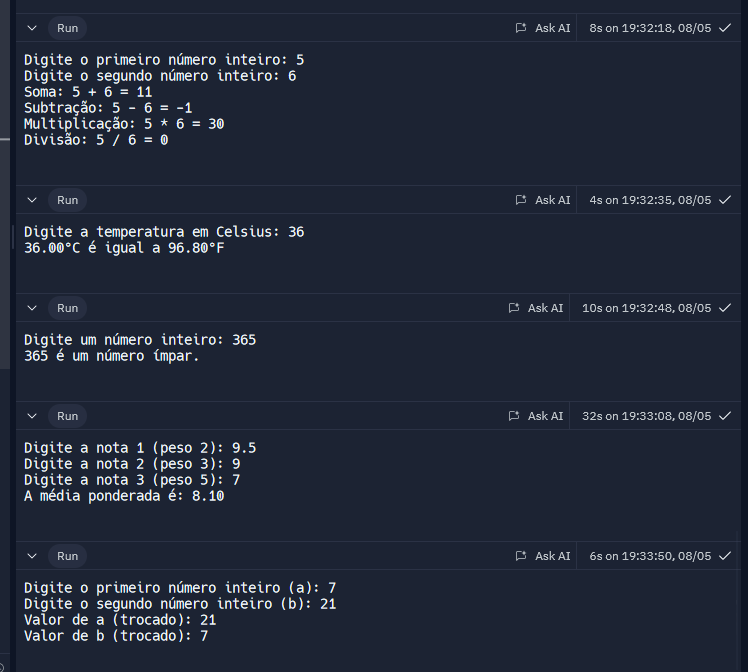 Run Ask AI 8s on 19:32:18, 08/05
Digite o primeiro número inteiro: 5
Digite o segundo número inteiro: 6
Soma: 5 + 6 = 11
Subtração: 5 - 6 = -1
Multiplicação: 5 * 6 = 30
Divisão: 5 / 6 = 0
Run Ask AI 4s on 19:32:35, 08/05
Digite a temperatura em Celsius: 36
36.00°C é igual a 96.80°F
Run Ask AI 10s on 19:32:48, 08/05
Digite um número inteiro: 365
365 é um número ímpar.
Run Ask AI 32s on 19:33:08, 08/05
Digite a nota 1 (peso 2): 9.5
Digite a nota 2 (peso 3): 9
Digite a nota 3 (peso 5): 7
A média ponderada é: 8.10
Run Ask AI 6s on 19:33:50, 08/05
Digite o primeiro número inteiro (a): 7
Digite o segundo número inteiro (b): 21
Valor de a (trocado): 21
Valor de b (trocado): 7